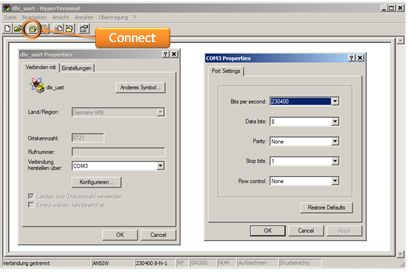 dlx_uart - HyperTerminal
Datei Bearbeiten Ansicht Anrufen Übertragung ?
Connect
dlx_uart Properties
Verbinden mit Einstellungen
dlx_uart
Anderes Symbol...
Land/Region: Germany (49)
Ortskennzahl: 0721
Rufnummer:
Verbindung herstellen über: COM3
Konfigurieren...
Landes- und Ortskennzahl verwenden
Erneut wählen, falls besetzt ist
OK Cancel
COM3 Properties
Port Settings
Bits per second: 230400
Data bits: 8
Parity: None
Stop bits: 1
Flow control: None
Restore Defaults
OK Cancel Apply
Verbindung getrennt ANSIW 230400 8-N-1 RF GROSS NUM Aufzeichnen Druckerecho